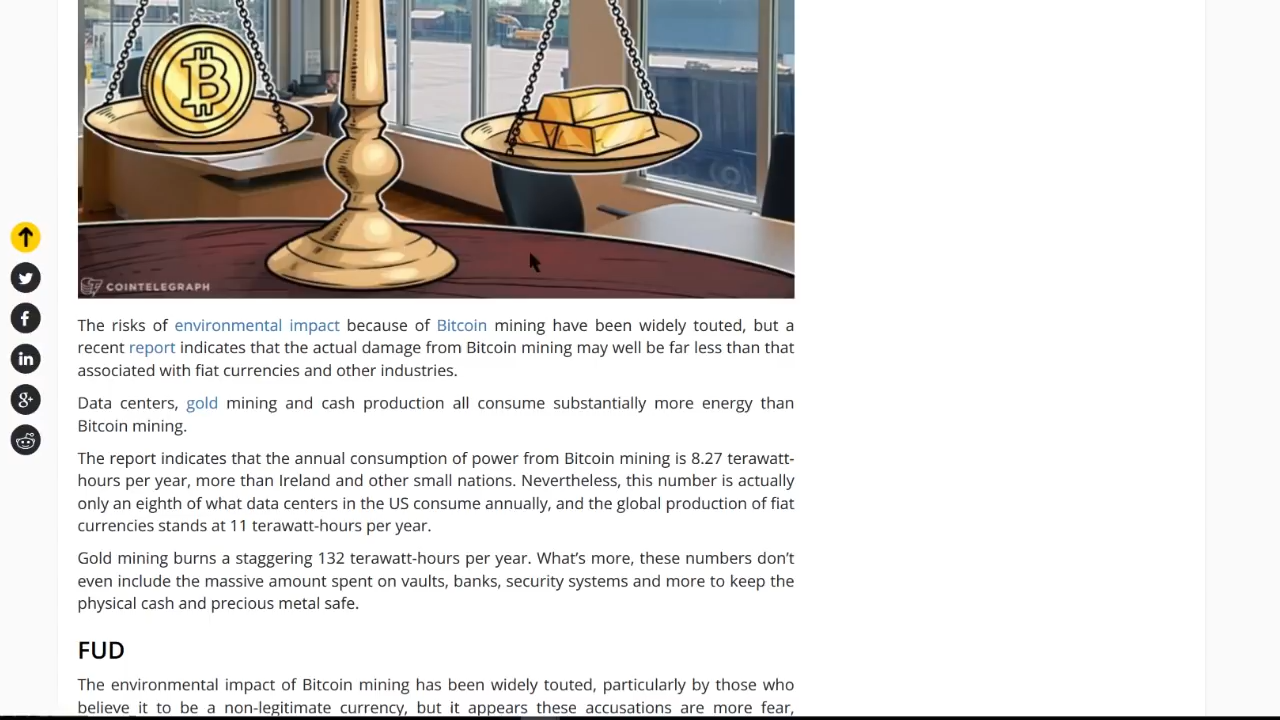 COINTELEGRAPH
The risks of environmental impact because of Bitcoin mining have been widely touted, but a
recent report indicates that the actual damage from Bitcoin mining may well be far less than that
associated with fiat currencies and other industries.
Data centers, gold mining and cash production all consume substantially more energy than
Bitcoin mining.
The report indicates that the annual consumption of power from Bitcoin mining is 8.27 terawatt-
hours per year, more than Ireland and other small nations. Nevertheless, this number is actually
only an eighth of what data centers in the US consume annually, and the global production of fiat
currencies stands at 11 terawatt-hours per year.
Gold mining burns a staggering 132 terawatt-hours per year. What’s more, these numbers don’t
even include the massive amount spent on vaults, banks, security systems and more to keep the
physical cash and precious metal safe.
FUD
The environmental impact of Bitcoin mining has been widely touted, particularly by those who
believe it to be a non-legitimate currency, but it appears these accusations are more fear,